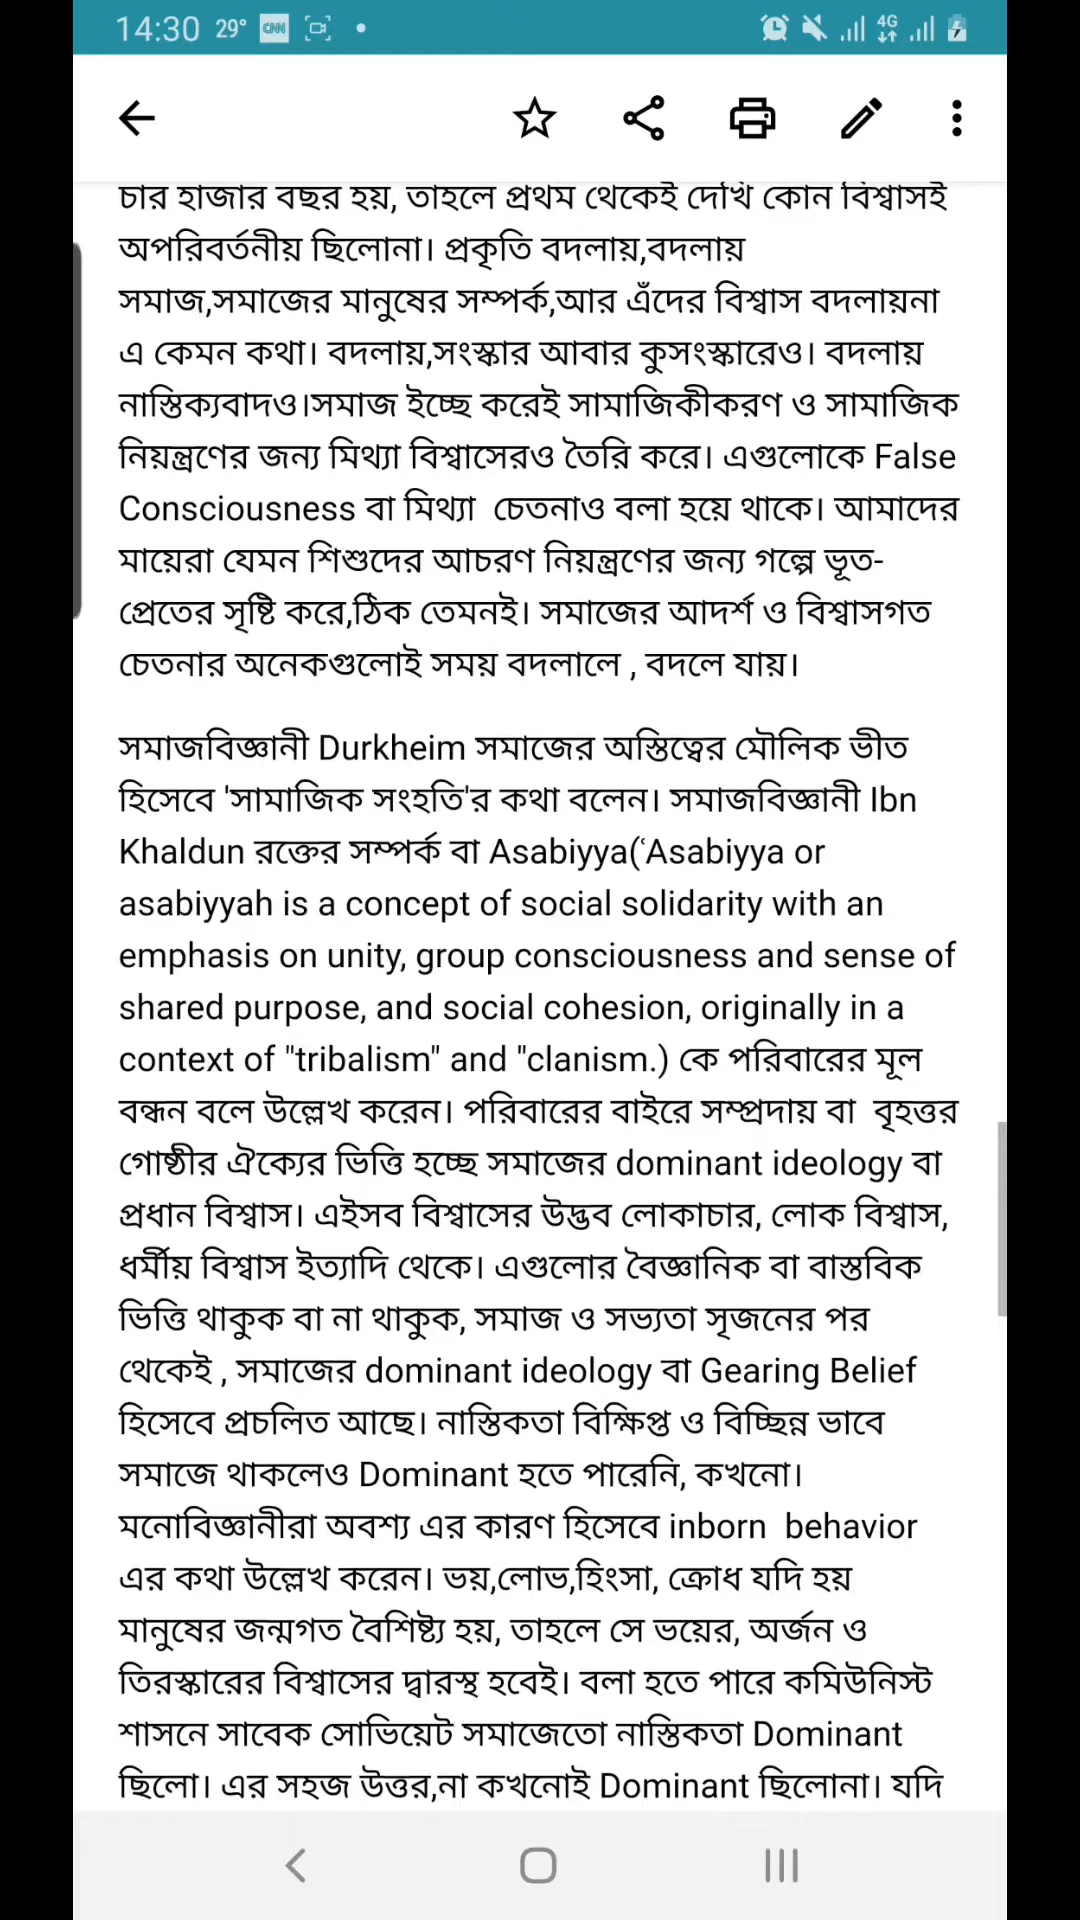 14:30 29° CNN 4G
চার হাজার বছর হয়, তাহলে প্রথম থেকেই দেখি কোন বিশ্বাসই
অপরিবর্তনীয় ছিলোনা। প্রকৃতি বদলায়,বদলায়
সমাজ,সমাজের মানুষের সম্পর্ক,আর এঁদের বিশ্বাস বদলায়না
এ কেমন কথা। বদলায়,সংস্কার আবার কুসংস্কারেও। বদলায়
নাস্তিক্যবাদও।সমাজ ইচ্ছে করেই সামাজিকীকরণ ও সামাজিক
নিয়ন্ত্রণের জন্য মিথ্যা বিশ্বাসেরও তৈরি করে। এগুলোকে False
Consciousness বা মিথ্যা চেতনাও বলা হয়ে থাকে। আমাদের
মায়েরা যেমন শিশুদের আচরণ নিয়ন্ত্রণের জন্য গল্পে ভূত-
প্রেতের সৃষ্টি করে,ঠিক তেমনই। সমাজের আদর্শ ও বিশ্বাসগত
চেতনার অনেকগুলোই সময় বদলালে , বদলে যায়।
সমাজবিজ্ঞানী Durkheim সমাজের অস্তিত্বের মৌলিক ভীত
হিসেবে 'সামাজিক সংহতি'র কথা বলেন। সমাজবিজ্ঞানী Ibn
Khaldun রক্তের সম্পর্ক বা Asabiyya(ʿAsabiyya or
asabiyyah is a concept of social solidarity with an
emphasis on unity, group consciousness and sense of
shared purpose, and social cohesion, originally in a
context of "tribalism" and "clanism.) কে পরিবারের মূল
বন্ধন বলে উল্লেখ করেন। পরিবারের বাইরে সম্প্রদায় বা বৃহত্তর
গোষ্ঠীর ঐক্যের ভিত্তি হচ্ছে সমাজের dominant ideology বা
প্রধান বিশ্বাস। এইসব বিশ্বাসের উদ্ভব লোকাচার, লোক বিশ্বাস,
ধর্মীয় বিশ্বাস ইত্যাদি থেকে। এগুলোর বৈজ্ঞানিক বা বাস্তবিক
ভিত্তি থাকুক বা না থাকুক, সমাজ ও সভ্যতা সৃজনের পর
থেকেই , সমাজের dominant ideology বা Gearing Belief
হিসেবে প্রচলিত আছে। নাস্তিকতা বিক্ষিপ্ত ও বিচ্ছিন্ন ভাবে
সমাজে থাকলেও Dominant হতে পারেনি, কখনো।
মনোবিজ্ঞানীরা অবশ্য এর কারণ হিসেবে inborn behavior
এর কথা উল্লেখ করেন। ভয়,লোভ,হিংসা, ক্রোধ যদি হয়
মানুষের জন্মগত বৈশিষ্ট্য হয়, তাহলে সে ভয়ের, অর্জন ও
তিরস্কারের বিশ্বাসের দ্বারস্থ হবেই। বলা হতে পারে কমিউনিস্ট
শাসনে সাবেক সোভিয়েট সমাজেতো নাস্তিকতা Dominant
ছিলো। এর সহজ উত্তর,না কখনোই Dominant ছিলোনা। যদি